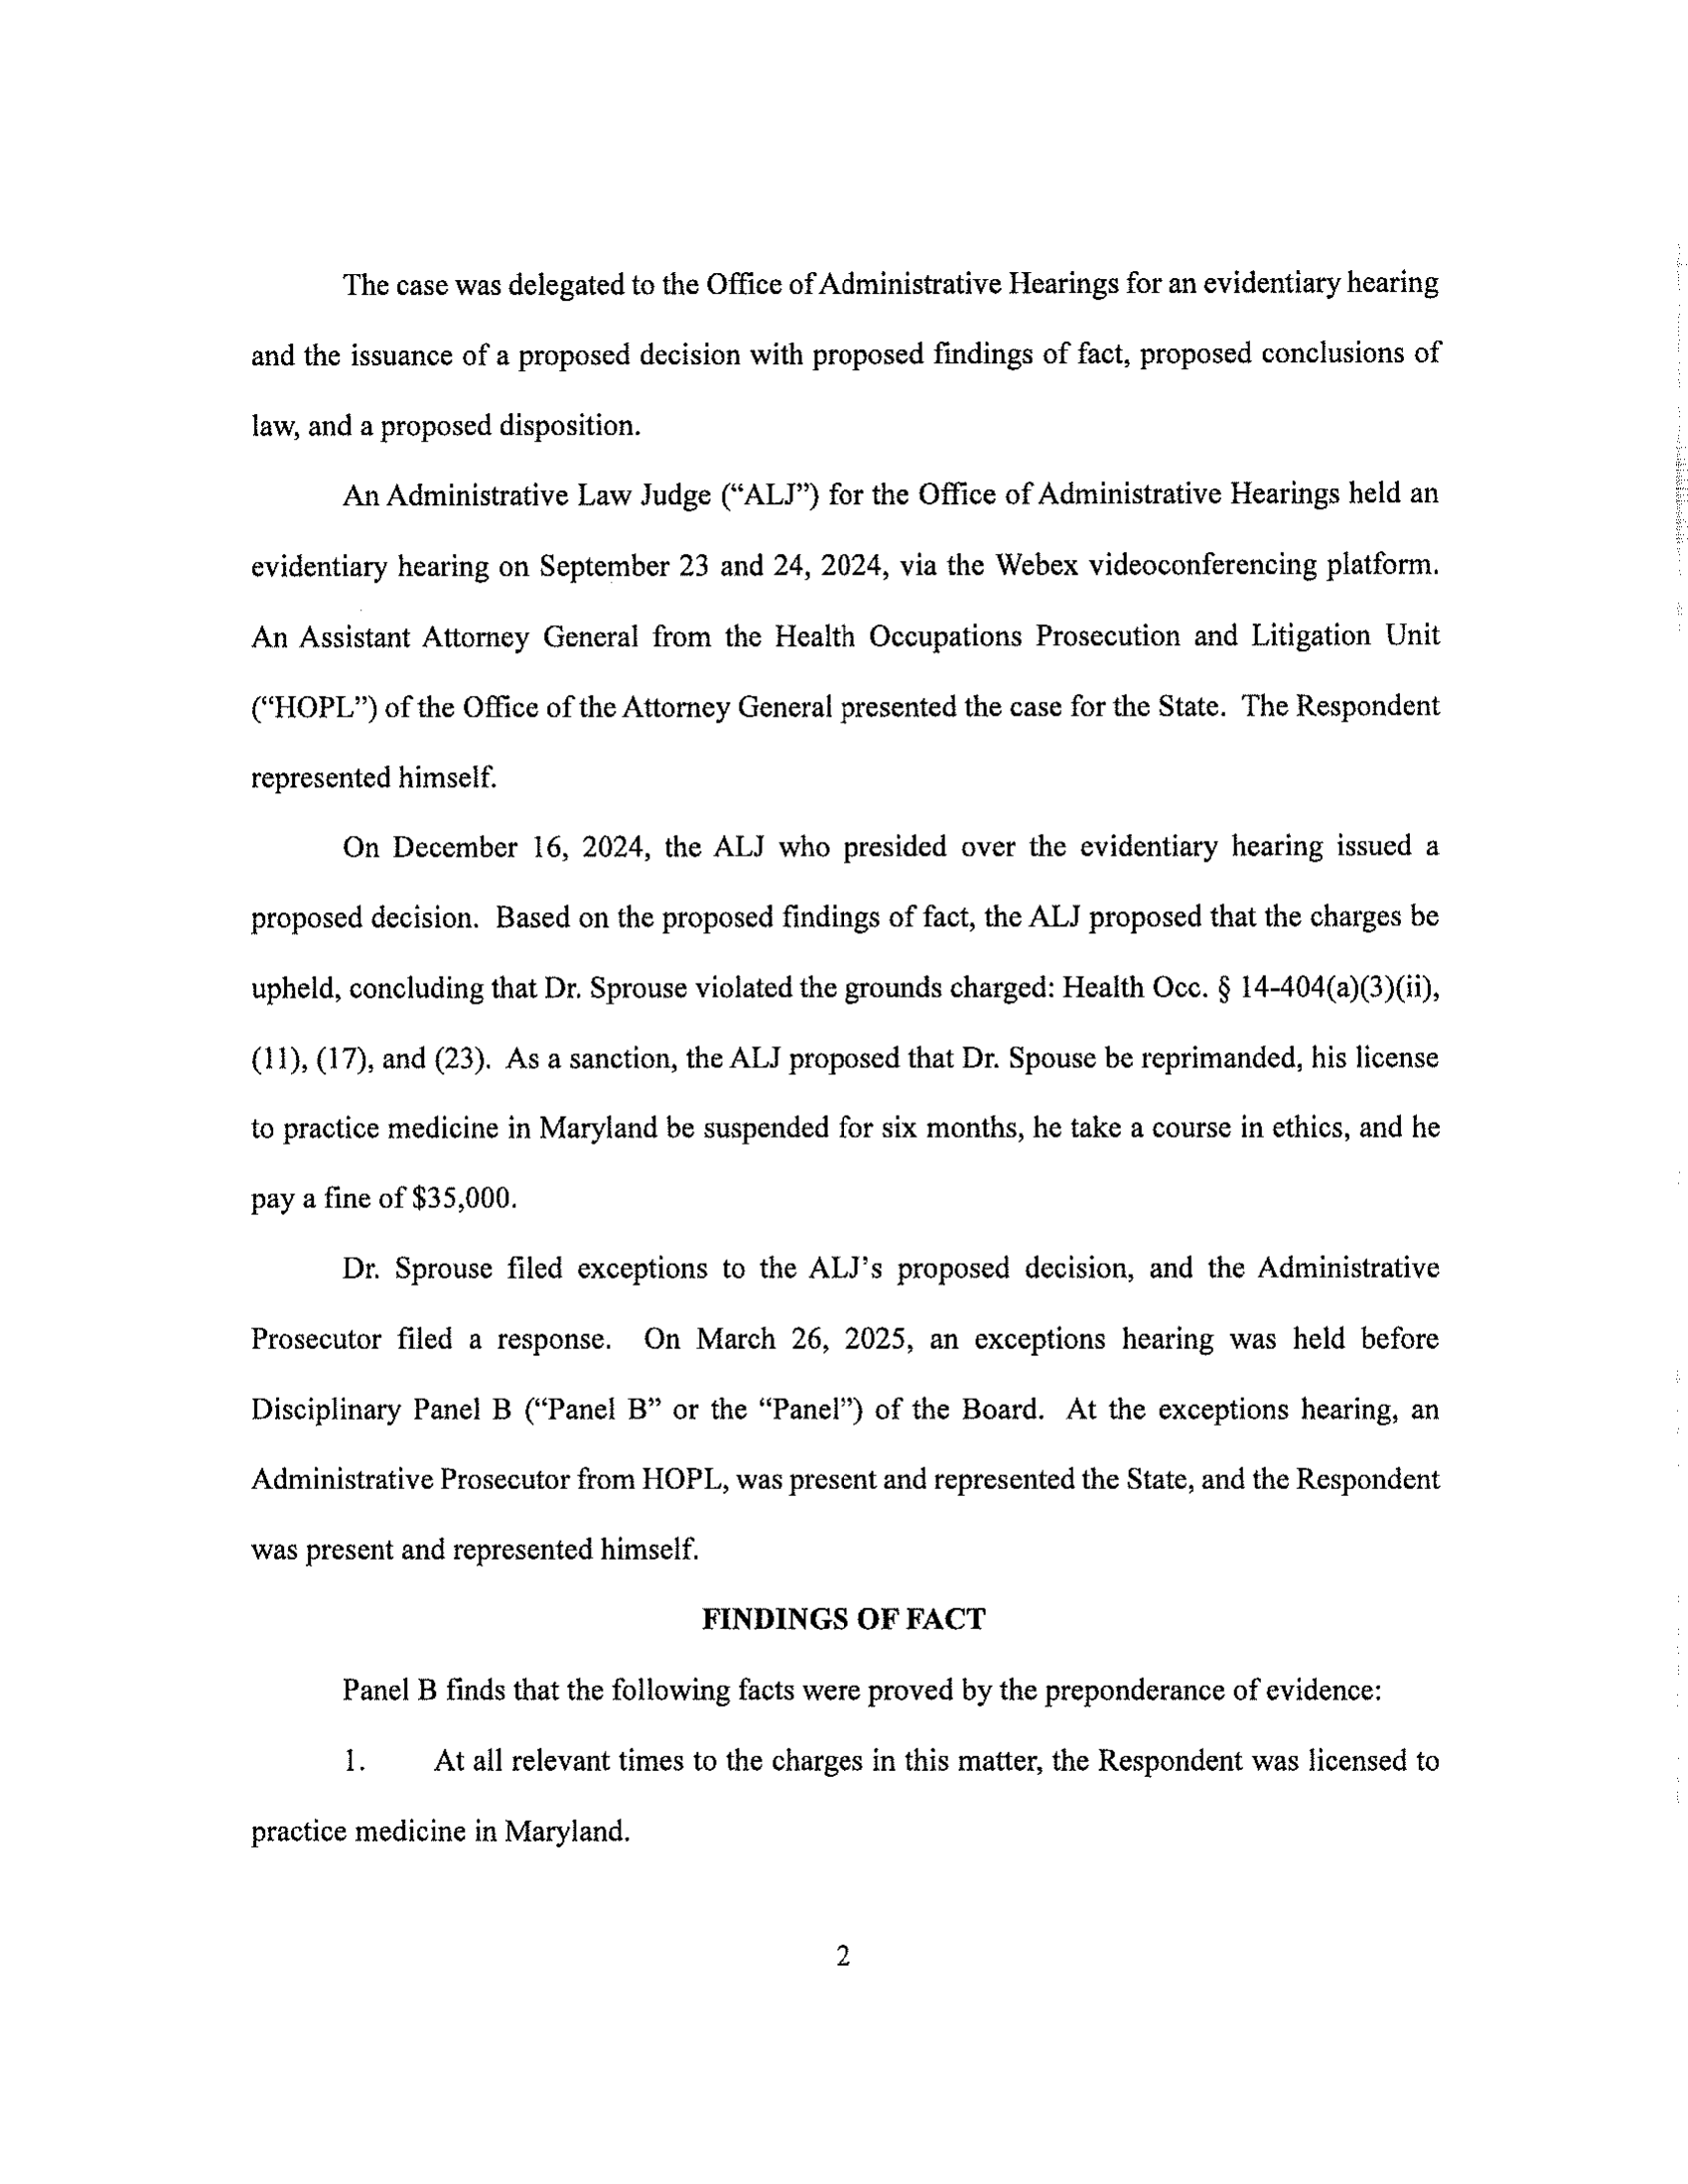 The case was delegated to the Office of Administrative Hearings for an evidentiary hearing
and the issuance of a proposed decision with proposed findings of fact, proposed conclusions of
law, and a proposed disposition.
An Administrative Law Judge (“ALJ”) for the Office of Administrative Hearings held an
evidentiary hearing on September 23 and 24, 2024, via the Webex videoconferencing platform.
An Assistant Attorney General from the Health Occupations Prosecution and Litigation Unit
(“HOPL”) of the Office of the Attorney General presented the case for the State. The Respondent
represented himself.
On December 16, 2024, the ALJ who presided over the evidentiary hearing issued a
proposed decision. Based on the proposed findings of fact, the ALJ proposed that the charges be
upheld, concluding that Dr. Sprouse violated the grounds charged: Health Occ. § 14-404(a)(3)(ii),
(11), (17), and (23). As a sanction, the ALJ proposed that Dr. Spouse be reprimanded, his license
to practice medicine in Maryland be suspended for six months, he take a course in ethics, and he
pay a fine of $35,000.
Dr. Sprouse filed exceptions to the ALJ’s proposed decision, and the Administrative
Prosecutor filed a response. On March 26, 2025, an exceptions hearing was held before
Disciplinary Panel B (“Panel B” or the “Panel”) of the Board. At the exceptions hearing, an
Administrative Prosecutor from HOPL, was present and represented the State, and the Respondent
was present and represented himself.
FINDINGS OF FACT
Panel B finds that the following facts were proved by the preponderance of evidence:
1. At all relevant times to the charges in this matter, the Respondent was licensed to
practice medicine in Maryland.
2